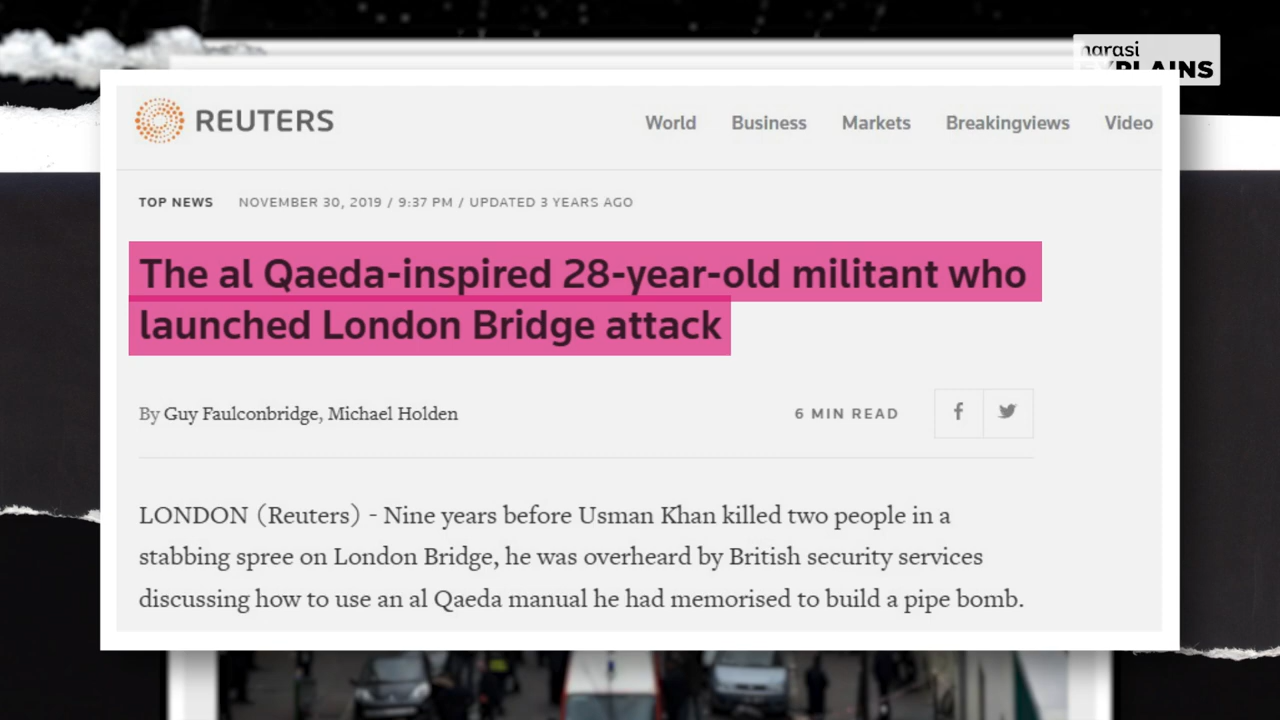 narasi
EXPLAINS
REUTERS
World Business Markets Breakingviews Video
TOP NEWS NOVEMBER 30, 2019 / 9:37 PM / UPDATED 3 YEARS AGO
The al Qaeda-inspired 28-year-old militant who
launched London Bridge attack
By Guy Faulconbridge, Michael Holden
6 MIN READ
LONDON (Reuters) - Nine years before Usman Khan killed two people in a
stabbing spree on London Bridge, he was overheard by British security services
discussing how to use an al Qaeda manual he had memorised to build a pipe bomb.